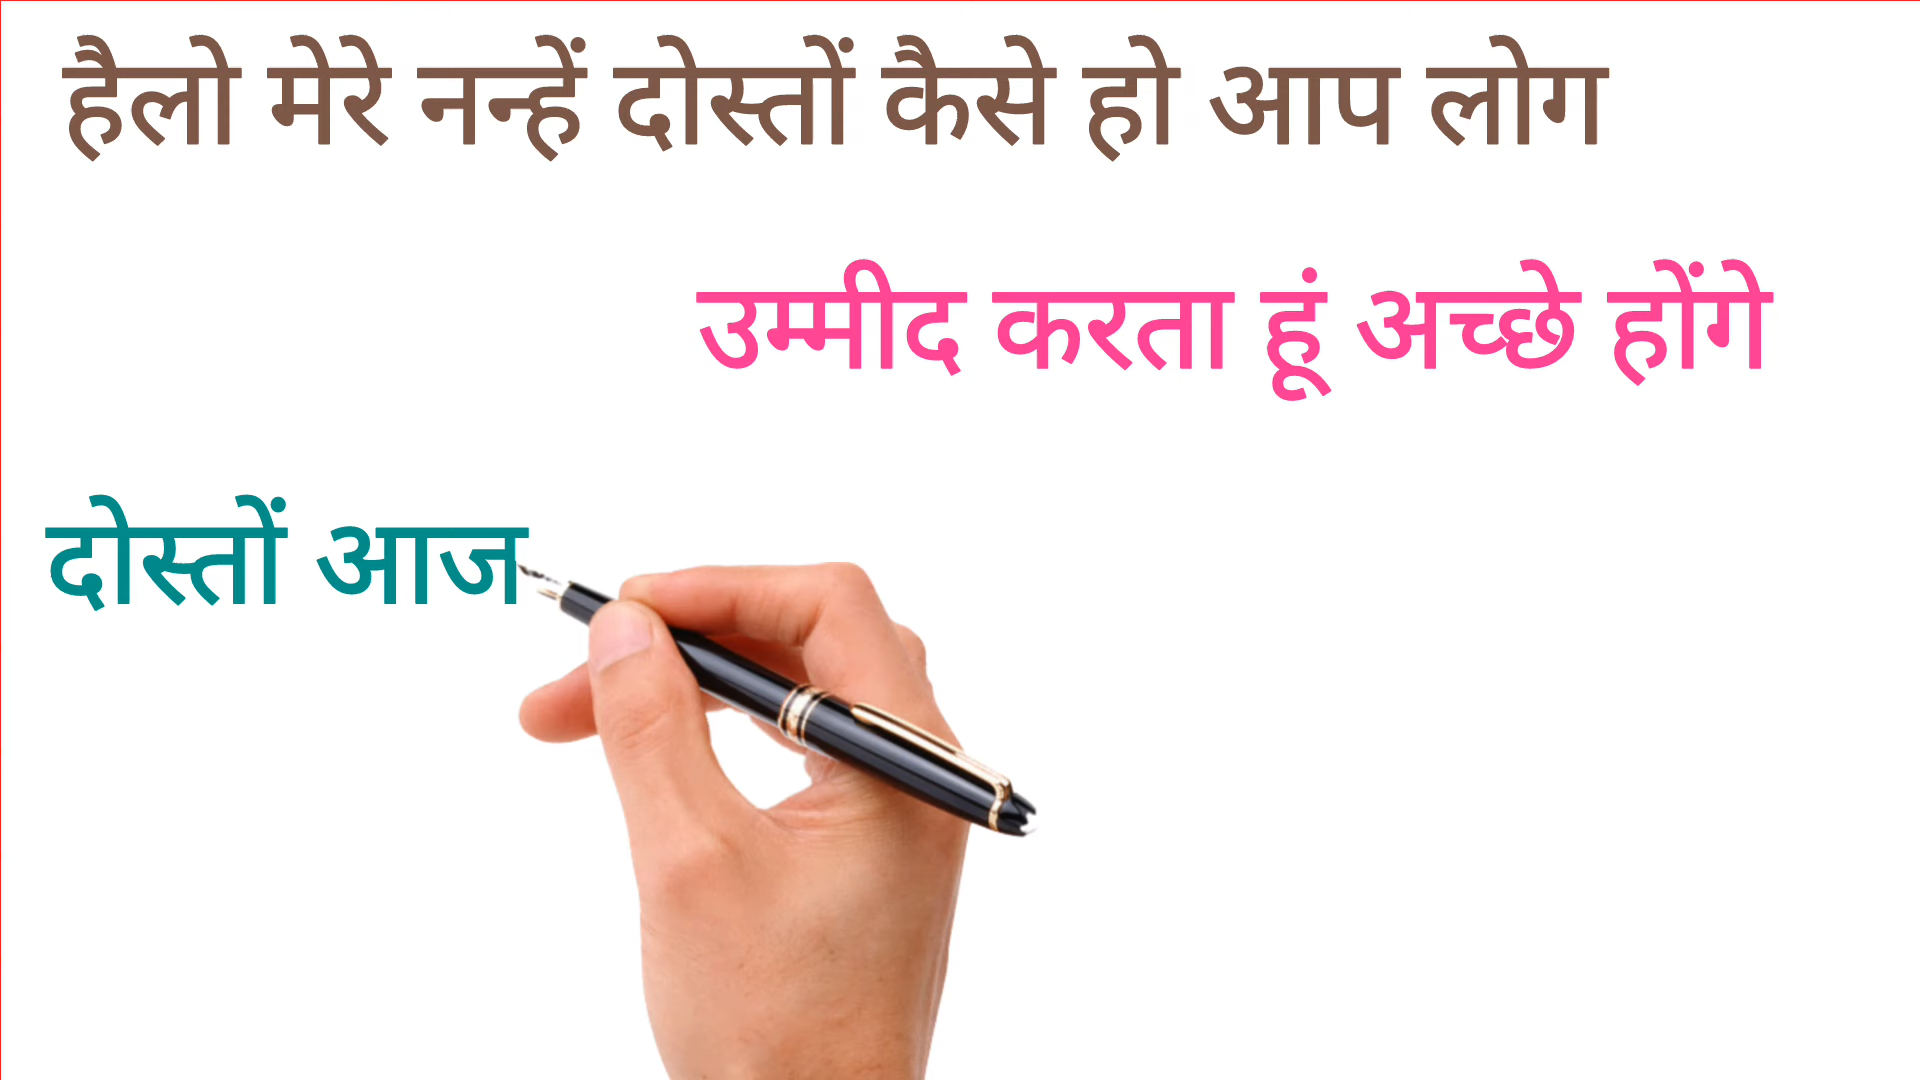 हैलो मेरे नन्हें दोस्तों कैसे हो आप लोग
उम्मीद करता हूं अच्छे होंगे
दोस्तों आज